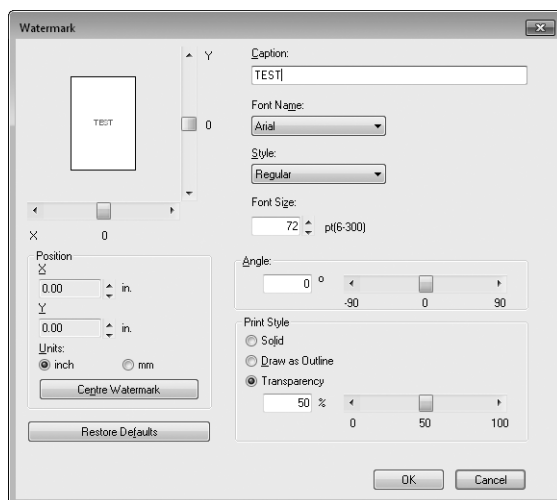 Watermark
Y
TEST
0
X 0
Position
X
0.00 in.
Y
0.00 in.
Units:
inch mm
Centre Watermark
Restore Defaults
Caption:
TEST
Font Name:
Arial
Style:
Regular
Font Size:
72 pt(6-300)
Angle:
0 °
-90 0 90
Print Style
Solid
Draw as Outline
Transparency
50 %
0 50 100
OK Cancel